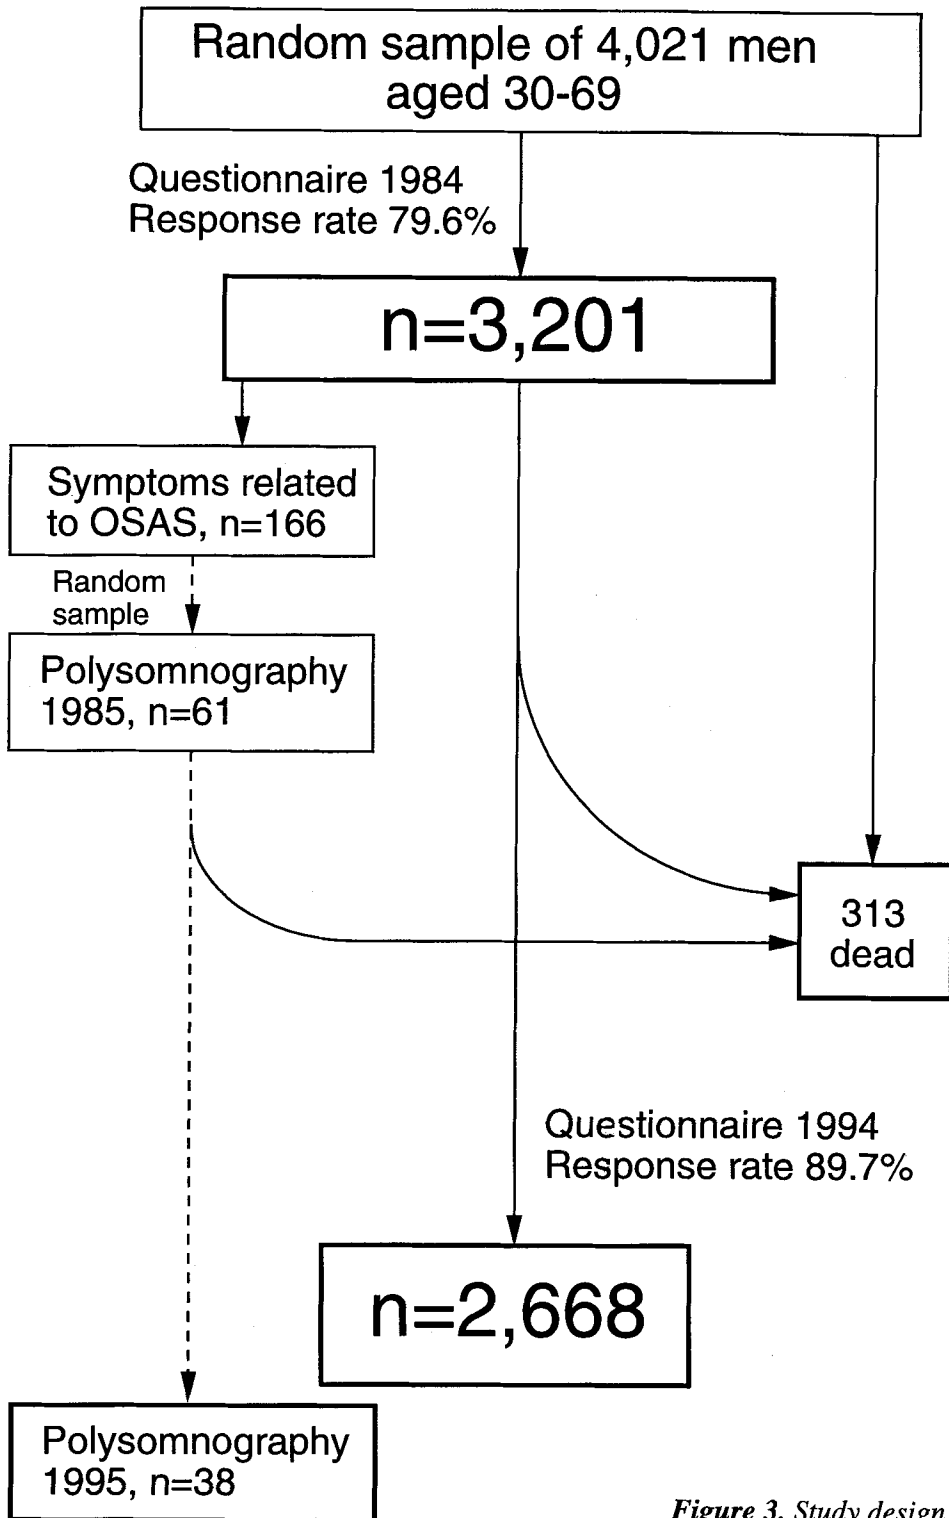 Random sample of 4,021 men
aged 30-69
Questionnaire 1984
Response rate 79.6%
n=3,201
Symptoms related
to OSAS, n=166
Random
sample
Polysomnography
1985, n=61
313
dead
Questionnaire 1994
Response rate 89.7%
n=2,668
Polysomnography
1995, n=38
Figure 3. Study design